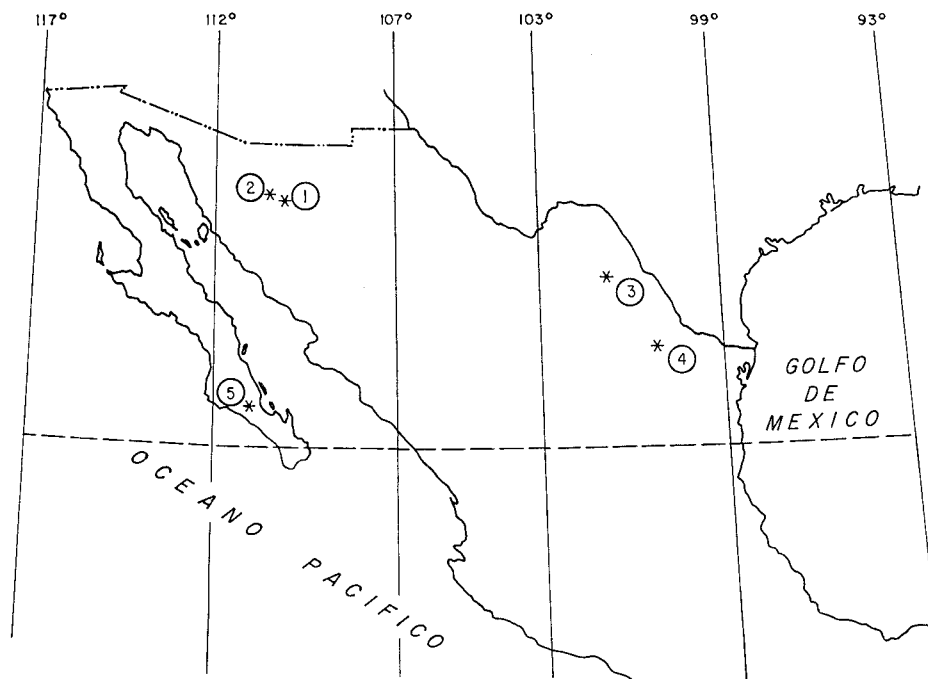 117° 112° 107° 103° 99° 93°
2 * * 1
*
3
*
4
5
*
GOLFO
DE
MEXICO
OCEANO PACIFICO